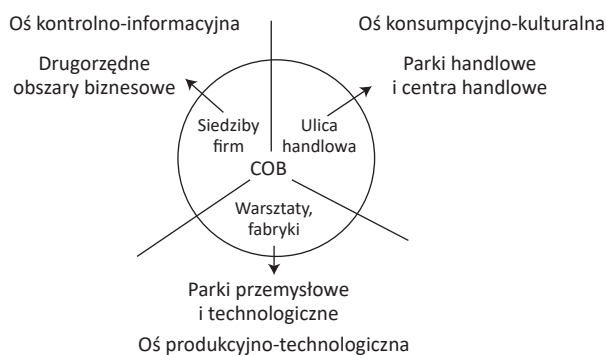 Oś kontrolno-informacyjna
Oś konsumpcyjno-kulturalna
Drugorzędne
obszary biznesowe
Parki handlowe
i centra handlowe
Siedziby
firm
Ulica
handlowa
COB
Warsztaty,
fabryki
Parki przemysłowe
i technologiczne
Oś produkcyjno-technologiczna